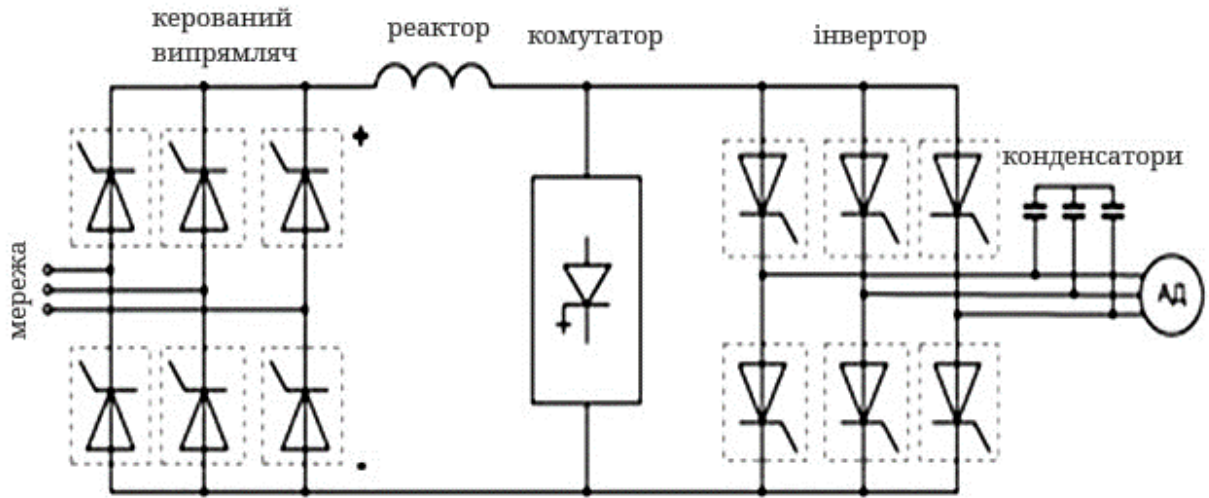 керований
випрямляч
реактор
комутатор
інвертор
конденсатори
мережа
АД